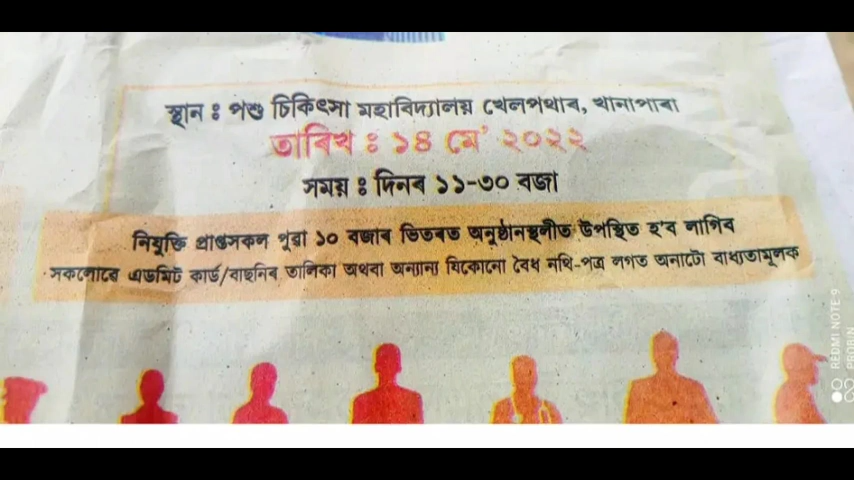 স্থান : পশু চিকিৎসা মহাবিদ্যালয় খেলপথাৰ, খানাপাৰা
তাৰিখ : ১৪ মে' ২০২২
সময় : দিনৰ ১১-৩০ বজা
নিযুক্তি প্ৰাপ্তসকল পুৱা ১০ বজাৰ ভিতৰত অনুষ্ঠানস্থলীত উপস্থিত হ'ব লাগিব
সকলোৱে এডমিট কাৰ্ড/বাছনিৰ তালিকা অথবা অন্যান্য যিকোনো বৈধ নথি-পত্ৰ লগত অনাটো বাধ্যতামূলক
REDMI NOTE 9
PROBIN